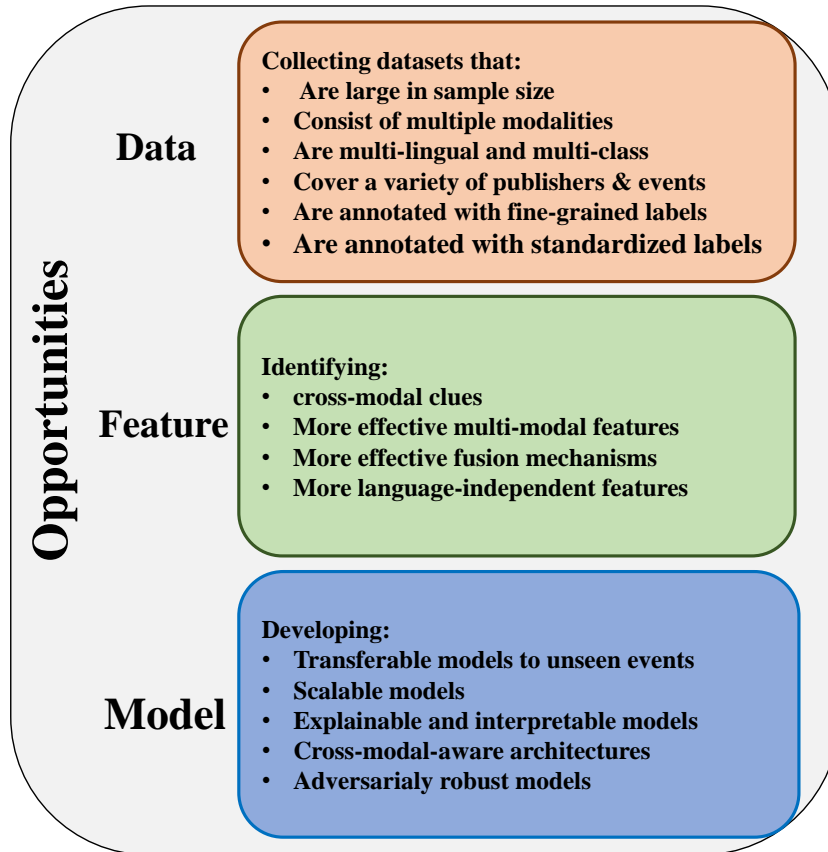 Opportunities
Data
Collecting datasets that:
• Are large in sample size
• Consist of multiple modalities
• Are multi-lingual and multi-class
• Cover a variety of publishers & events
• Are annotated with fine-grained labels
• Are annotated with standardized labels
Feature
Identifying:
• cross-modal clues
• More effective multi-modal features
• More effective fusion mechanisms
• More language-independent features
Model
Developing:
• Transferable models to unseen events
• Scalable models
• Explainable and interpretable models
• Cross-modal-aware architectures
• Adversarialy robust models